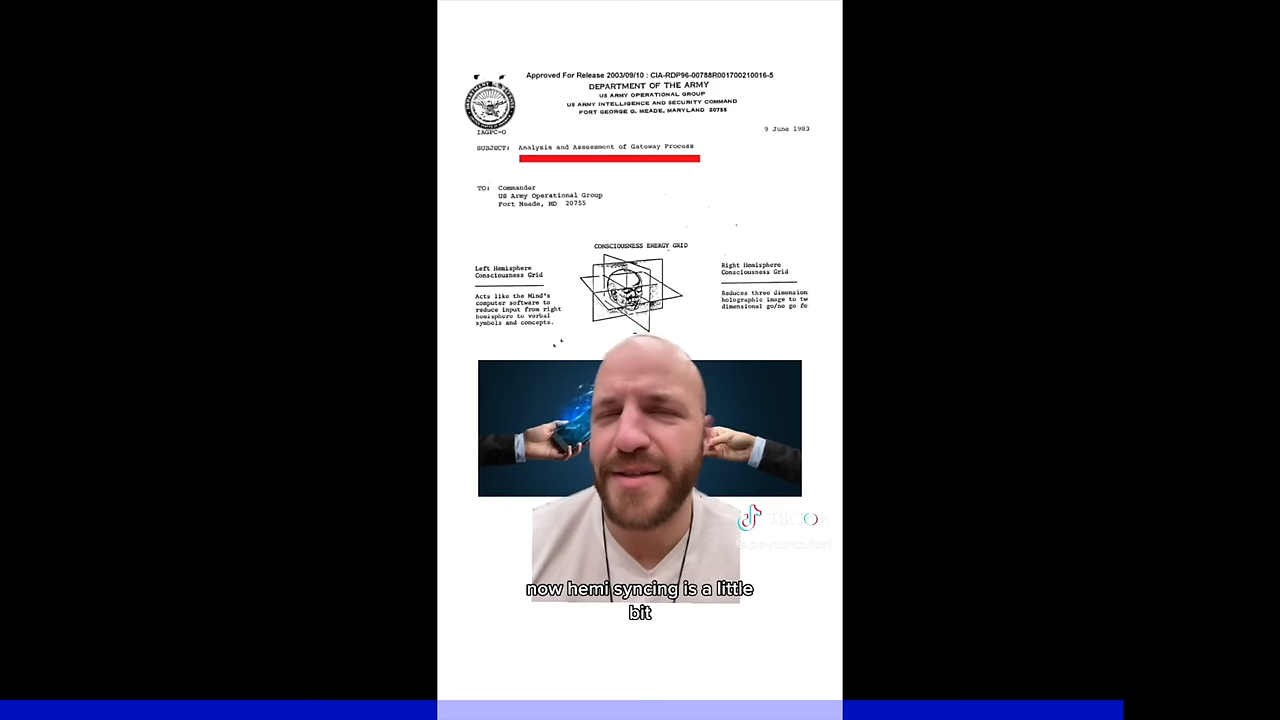 Approved For Release 2003/09/10 : CIA-RDP96-00788R001700210016-5
DEPARTMENT OF THE ARMY
US ARMY OPERATIONAL GROUP
US ARMY INTELLIGENCE AND SECURITY COMMAND
FORT GEORGE G. MEADE, MARYLAND 20755
IAGPC-O
9 June 1983
SUBJECT: Analysis and Assessment of Gateway Process
TO: Commander
US Army Operational Group
Fort Meade, MD 20755
CONSCIOUSNESS ENERGY GRID
Left Hemisphere
Consciousness Grid
Acts like the Mind's
computer software to
reduce input from right
hemisphere to verbal
symbols and concepts.
Right Hemisphere
Consciousness Grid
Reduces three dimension
holographic image to tw
dimensional go/no go fo
TikTok
now hemi syncing is a little
bit